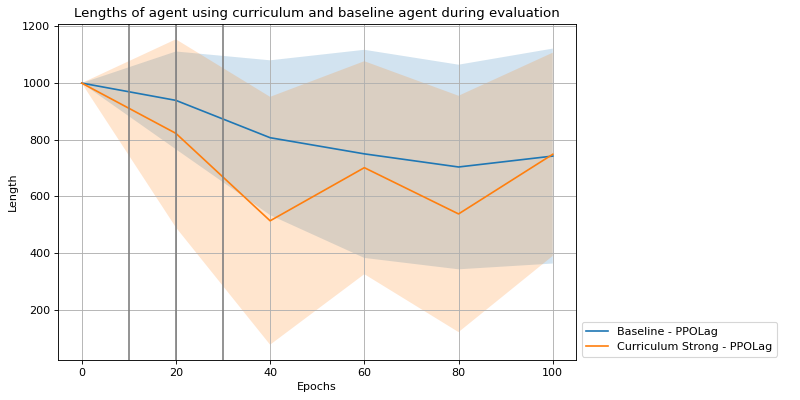 Lengths of agent using curriculum and baseline agent during evaluation
1200
1000
800
600
400
200
Length
0 20 40 60 80 100
Epochs
Baseline - PPOLag
Curriculum Strong - PPOLag